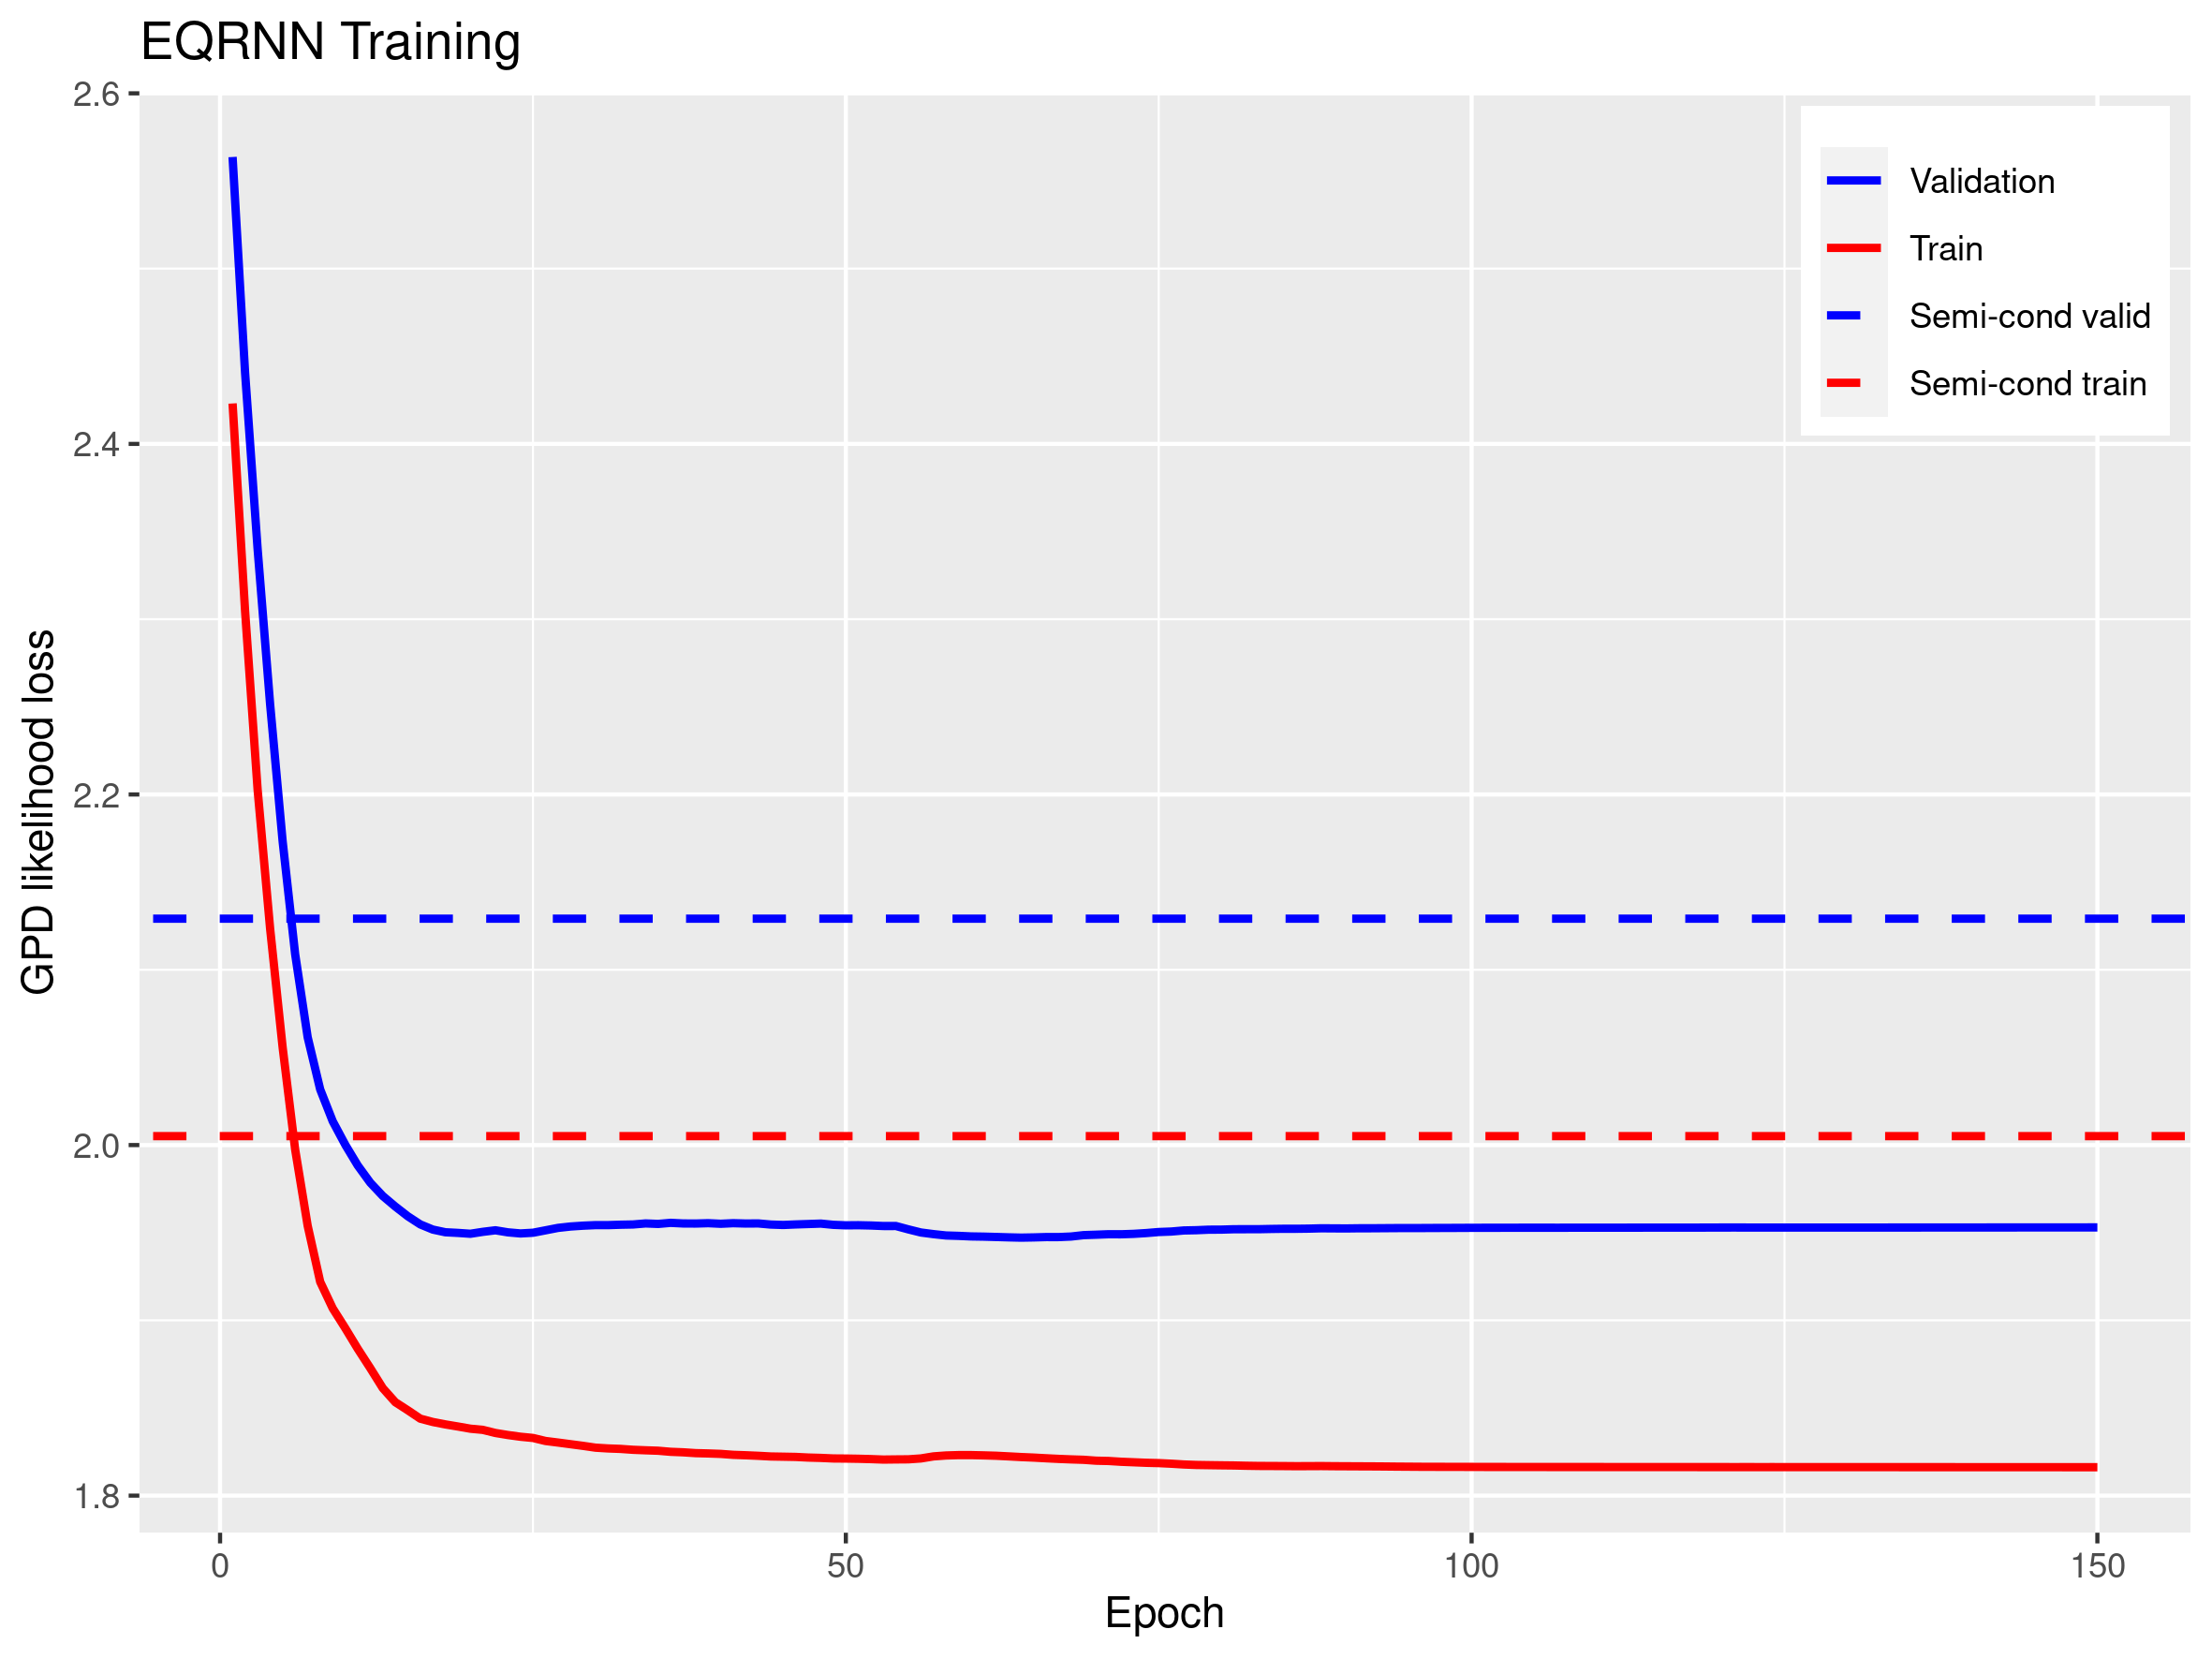 EQRNN Training
2.6
2.4
2.2
2.0
1.8
GPD likelihood loss
0
50
100
150
Epoch
Validation
Train
Semi-cond valid
Semi-cond train